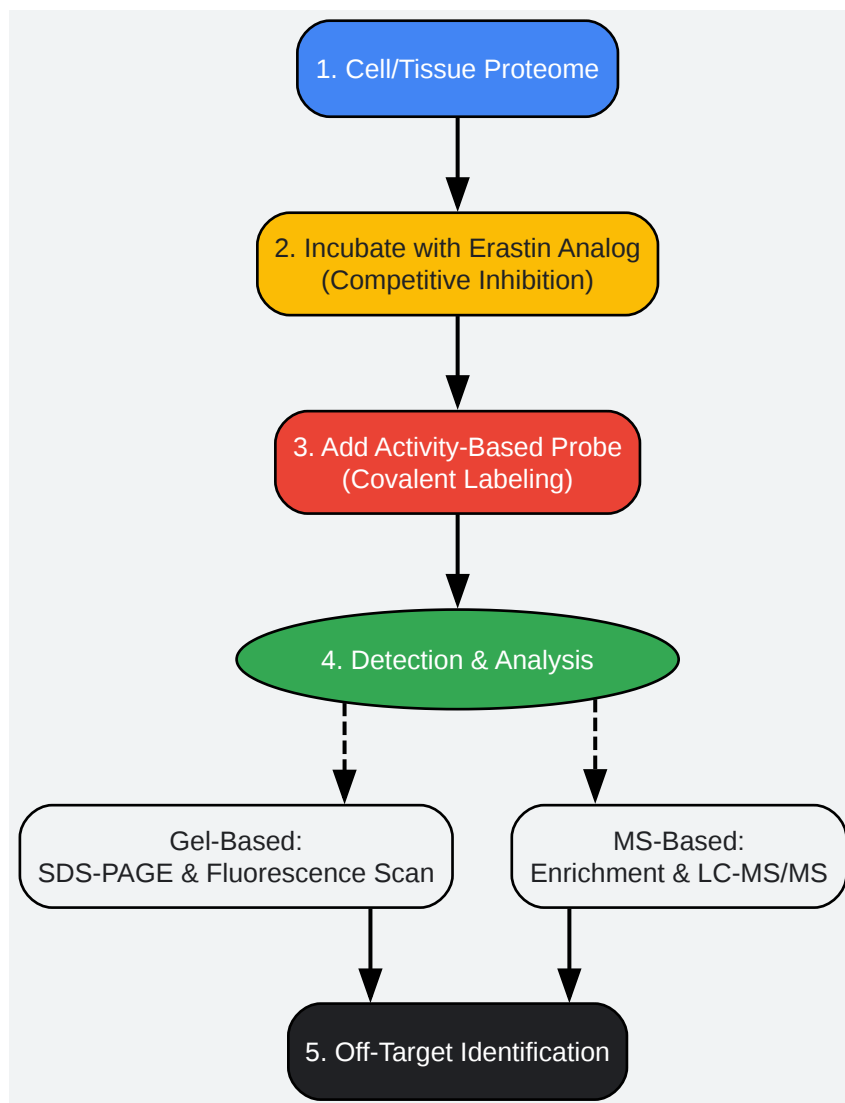 1. Cell/Tissue Proteome
2. Incubate with Erastin Analog
(Competitive Inhibition)
3. Add Activity-Based Probe
(Covalent Labeling)
4. Detection & Analysis
Gel-Based:
SDS-PAGE & Fluorescence Scan
MS-Based:
Enrichment & LC-MS/MS
5. Off-Target Identification